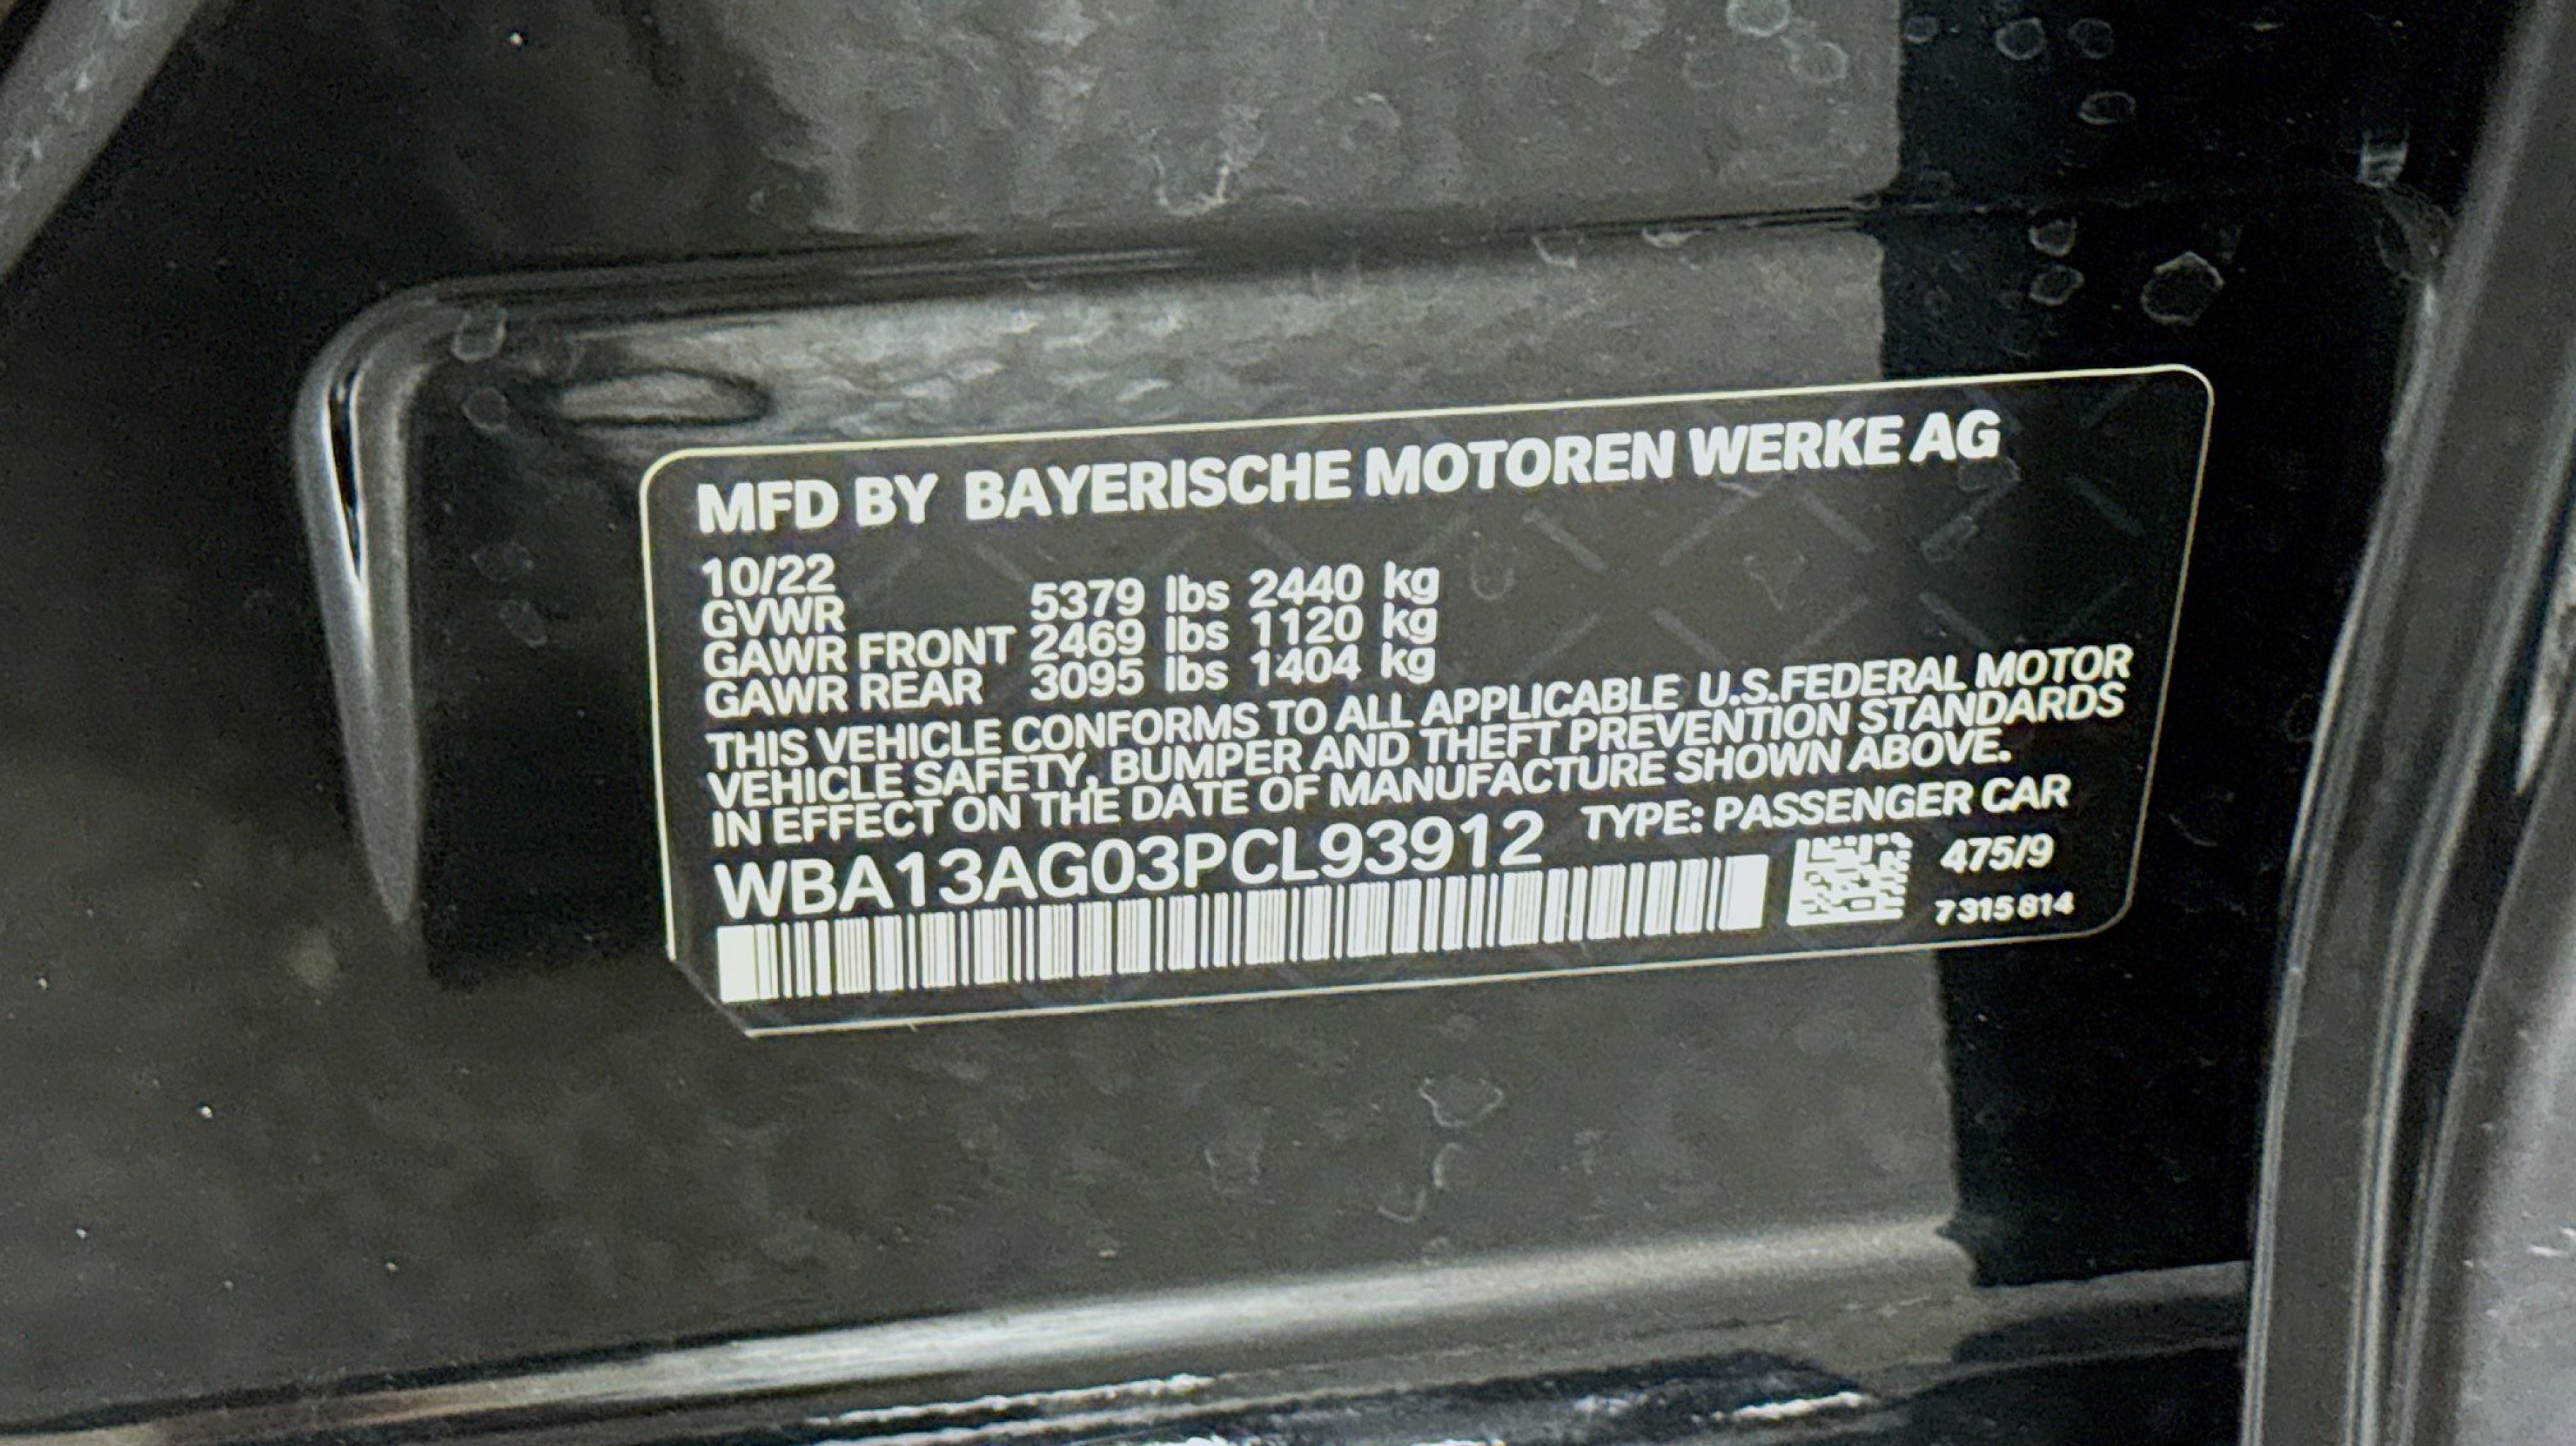 MFD BY BAYERISCHE MOTOREN WERKE AG
10/22
GVWR 5379 lbs 2440 kg
GAWR FRONT 2469 lbs 1120 kg
GAWR REAR 3095 lbs 1404 kg
THIS VEHICLE CONFORMS TO ALL APPLICABLE U.S.FEDERAL MOTOR
VEHICLE SAFETY, BUMPER AND THEFT PREVENTION STANDARDS
IN EFFECT ON THE DATE OF MANUFACTURE SHOWN ABOVE.
WBA13AG03PCL93912 TYPE: PASSENGER CAR
475/9
7315814